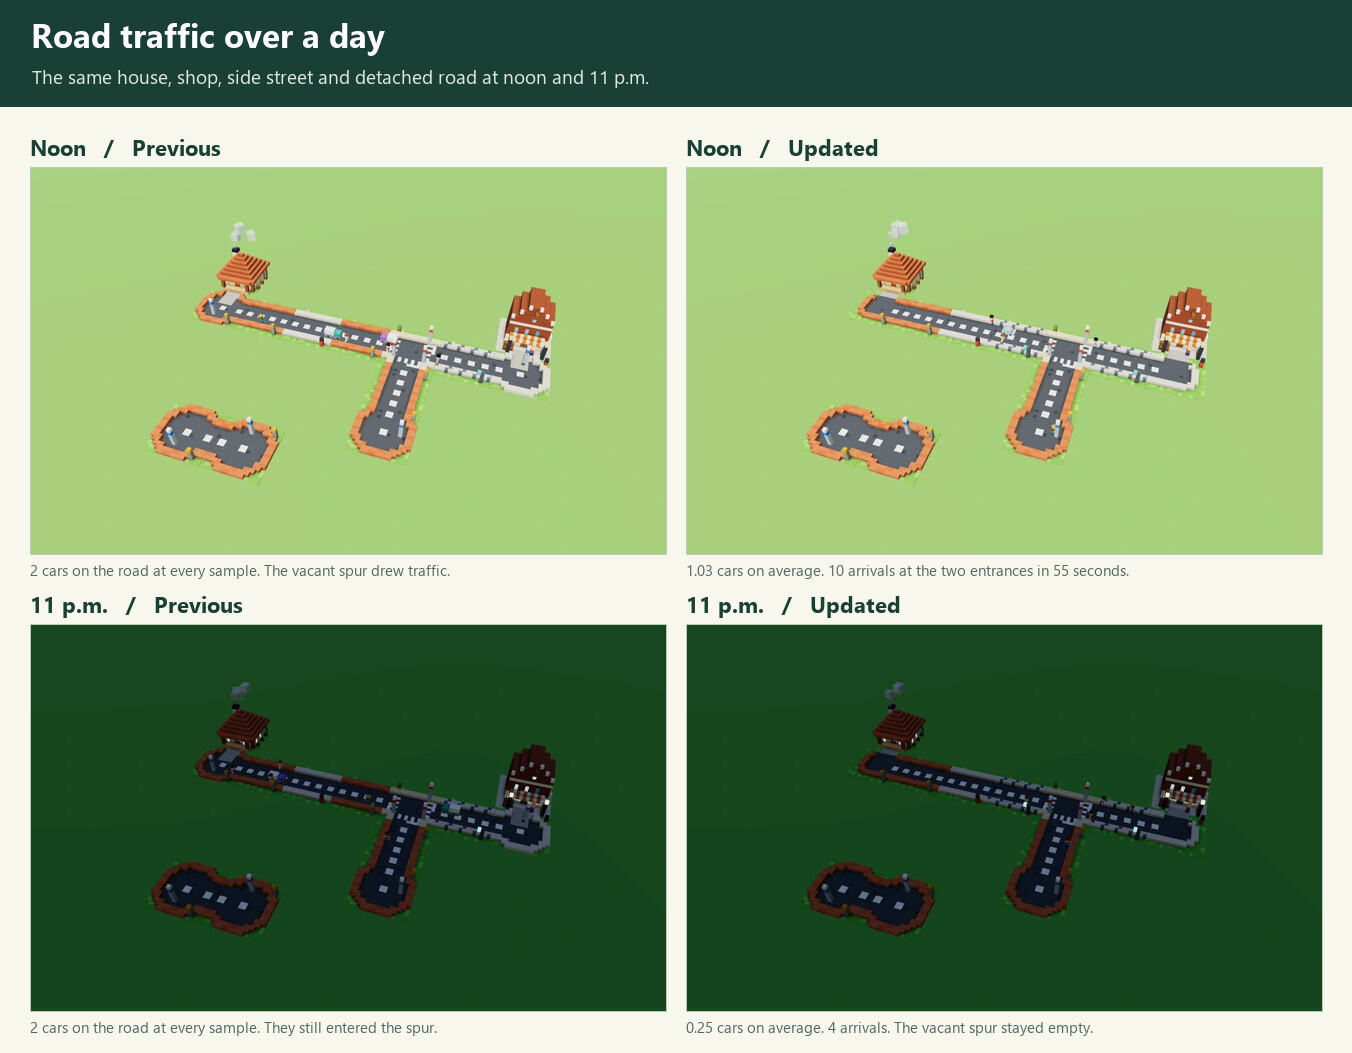 Road traffic over a day
The same house, shop, side street and detached road at noon and 11 p.m.
Noon / Previous
Noon / Updated
2 cars on the road at every sample. The vacant spur drew traffic.
1.03 cars on average. 10 arrivals at the two entrances in 55 seconds.
11 p.m. / Previous
11 p.m. / Updated
2 cars on the road at every sample. They still entered the spur.
0.25 cars on average. 4 arrivals. The vacant spur stayed empty.